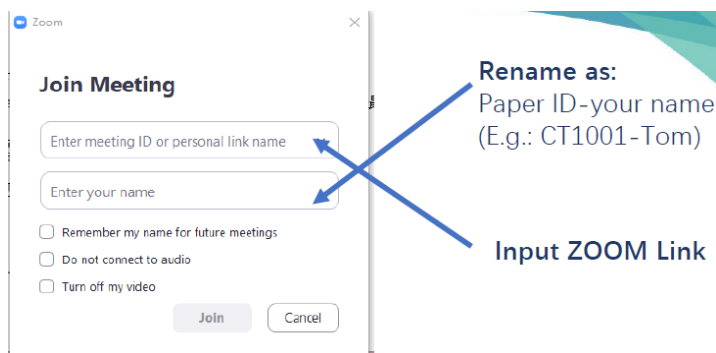 Zoom
Join Meeting
Enter meeting ID or personal link name
Enter your name
Remember my name for future meetings
Do not connect to audio
Turn off my video
Join Cancel
Rename as:
Paper ID-your name
(E.g.: CT1001-Tom)
Input ZOOM Link